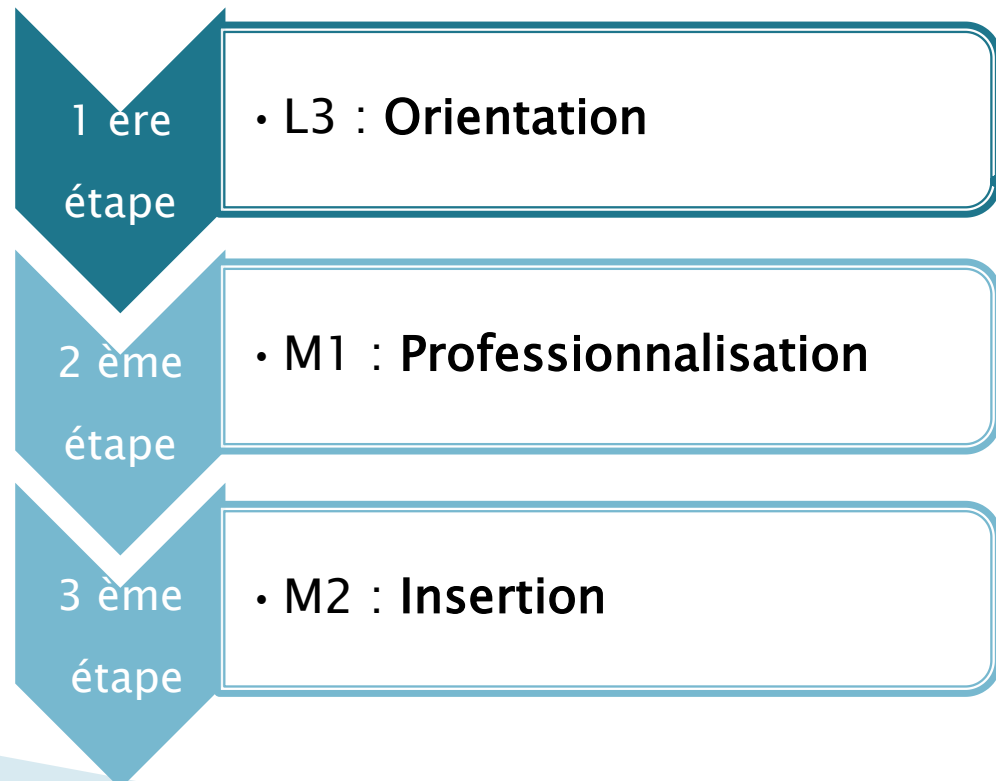 1 ère
étape
• L3 : Orientation
2 ème
étape
• M1 : Professionnalisation
3 ème
étape
• M2 : Insertion